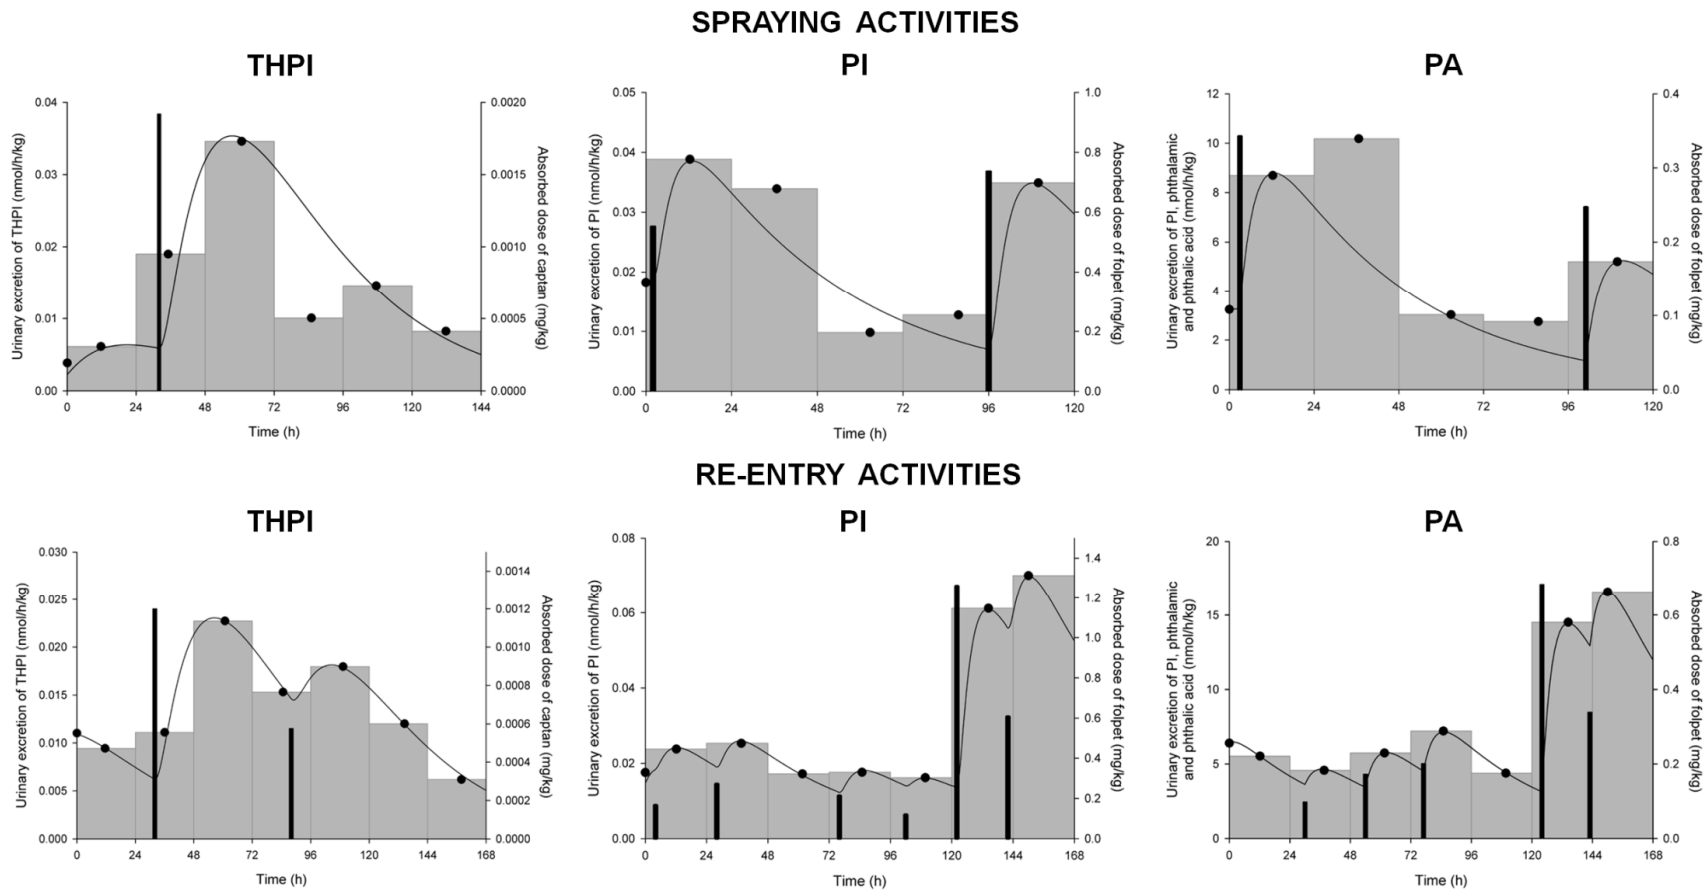 SPRAYING ACTIVITIES
THPI
Urinary excretion of THPI (nmol/h/kg)
0.04
0.03
0.02
0.01
0.00
0 24 48 72 96 120 144
Time (h)
0.0020
0.0015
0.0010
0.0005
0.0000
Absorbed dose of captan (mg/kg)
PI
Urinary excretion of PI (nmol/h/kg)
0.05
0.04
0.03
0.02
0.01
0.00
0 24 48 72 96 120
Time (h)
1.0
0.8
0.6
0.4
0.2
0.0
Absorbed dose of folpet (mg/kg)
PA
Urinary excretion of PI, phthalamic
and phthalic acid (nmol/h/kg)
12
10
8
6
4
2
0
0 24 48 72 96 120
Time (h)
0.4
0.3
0.2
0.1
0.0
Absorbed dose of folpet (mg/kg)
RE-ENTRY ACTIVITIES
THPI
Urinary excretion of THPI (nmol/h/kg)
0.030
0.025
0.020
0.015
0.010
0.005
0.000
0 24 48 72 96 120 144 168
Time (h)
0.0014
0.0012
0.0010
0.0008
0.0006
0.0004
0.0002
0.0000
Absorbed dose of captan (mg/kg)
PI
Urinary excretion of PI (nmol/h/kg)
0.08
0.06
0.04
0.02
0.00
0 24 48 72 96 120 144 168
Time (h)
1.4
1.2
1.0
0.8
0.6
0.4
0.2
0.0
Absorbed dose of folpet (mg/kg)
PA
Urinary excretion of PI, phthalamic
and phthalic acid (nmol/h/kg)
20
15
10
5
0
0 24 48 72 96 120 144 168
Time (h)
0.8
0.6
0.4
0.2
0.0
Absorbed dose of folpet (mg/kg)